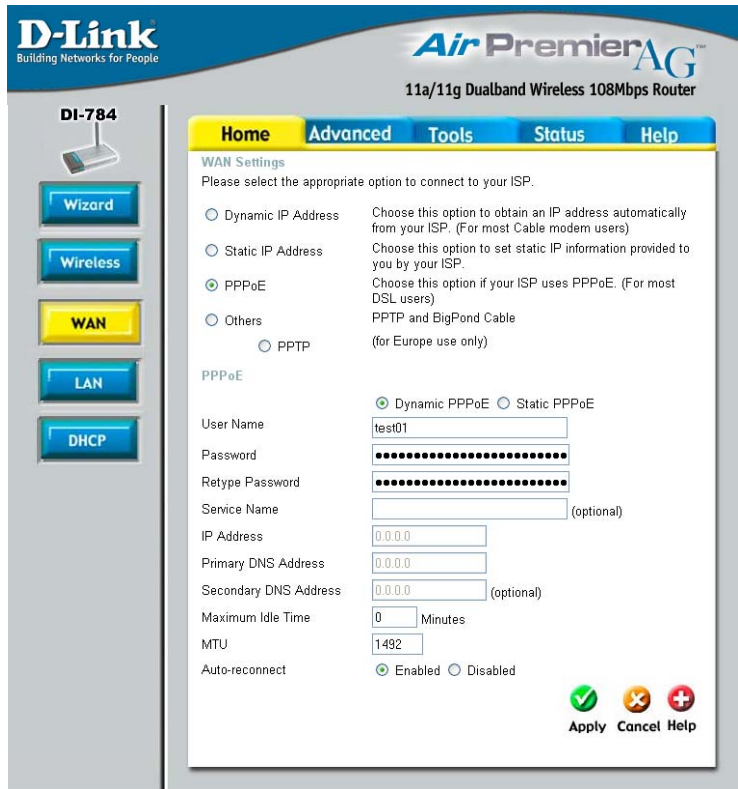 D-Link
Building Networks for People
Air Premier AG™
11a/11g Dualband Wireless 108Mbps Router
DI-784
Home Advanced Tools Status Help
Wizard
Wireless
WAN
LAN
DHCP
WAN Settings
Please select the appropriate option to connect to your ISP.
Dynamic IP Address Choose this option to obtain an IP address automatically
from your ISP. (For most Cable modem users)
Static IP Address Choose this option to set static IP information provided to
you by your ISP.
PPPoE Choose this option if your ISP uses PPPoE. (For most
DSL users)
Others PPTP and BigPond Cable
PPTP (for Europe use only)
PPPoE
Dynamic PPPoE Static PPPoE
User Name test01
Password ●●●●●●●●●●●●●●●●●●●●●●●●●
Retype Password ●●●●●●●●●●●●●●●●●●●●●●●●●
Service Name (optional)
IP Address 0.0.0.0
Primary DNS Address 0.0.0.0
Secondary DNS Address 0.0.0.0 (optional)
Maximum Idle Time 0 Minutes
MTU 1492
Auto-reconnect Enabled Disabled
Apply Cancel Help